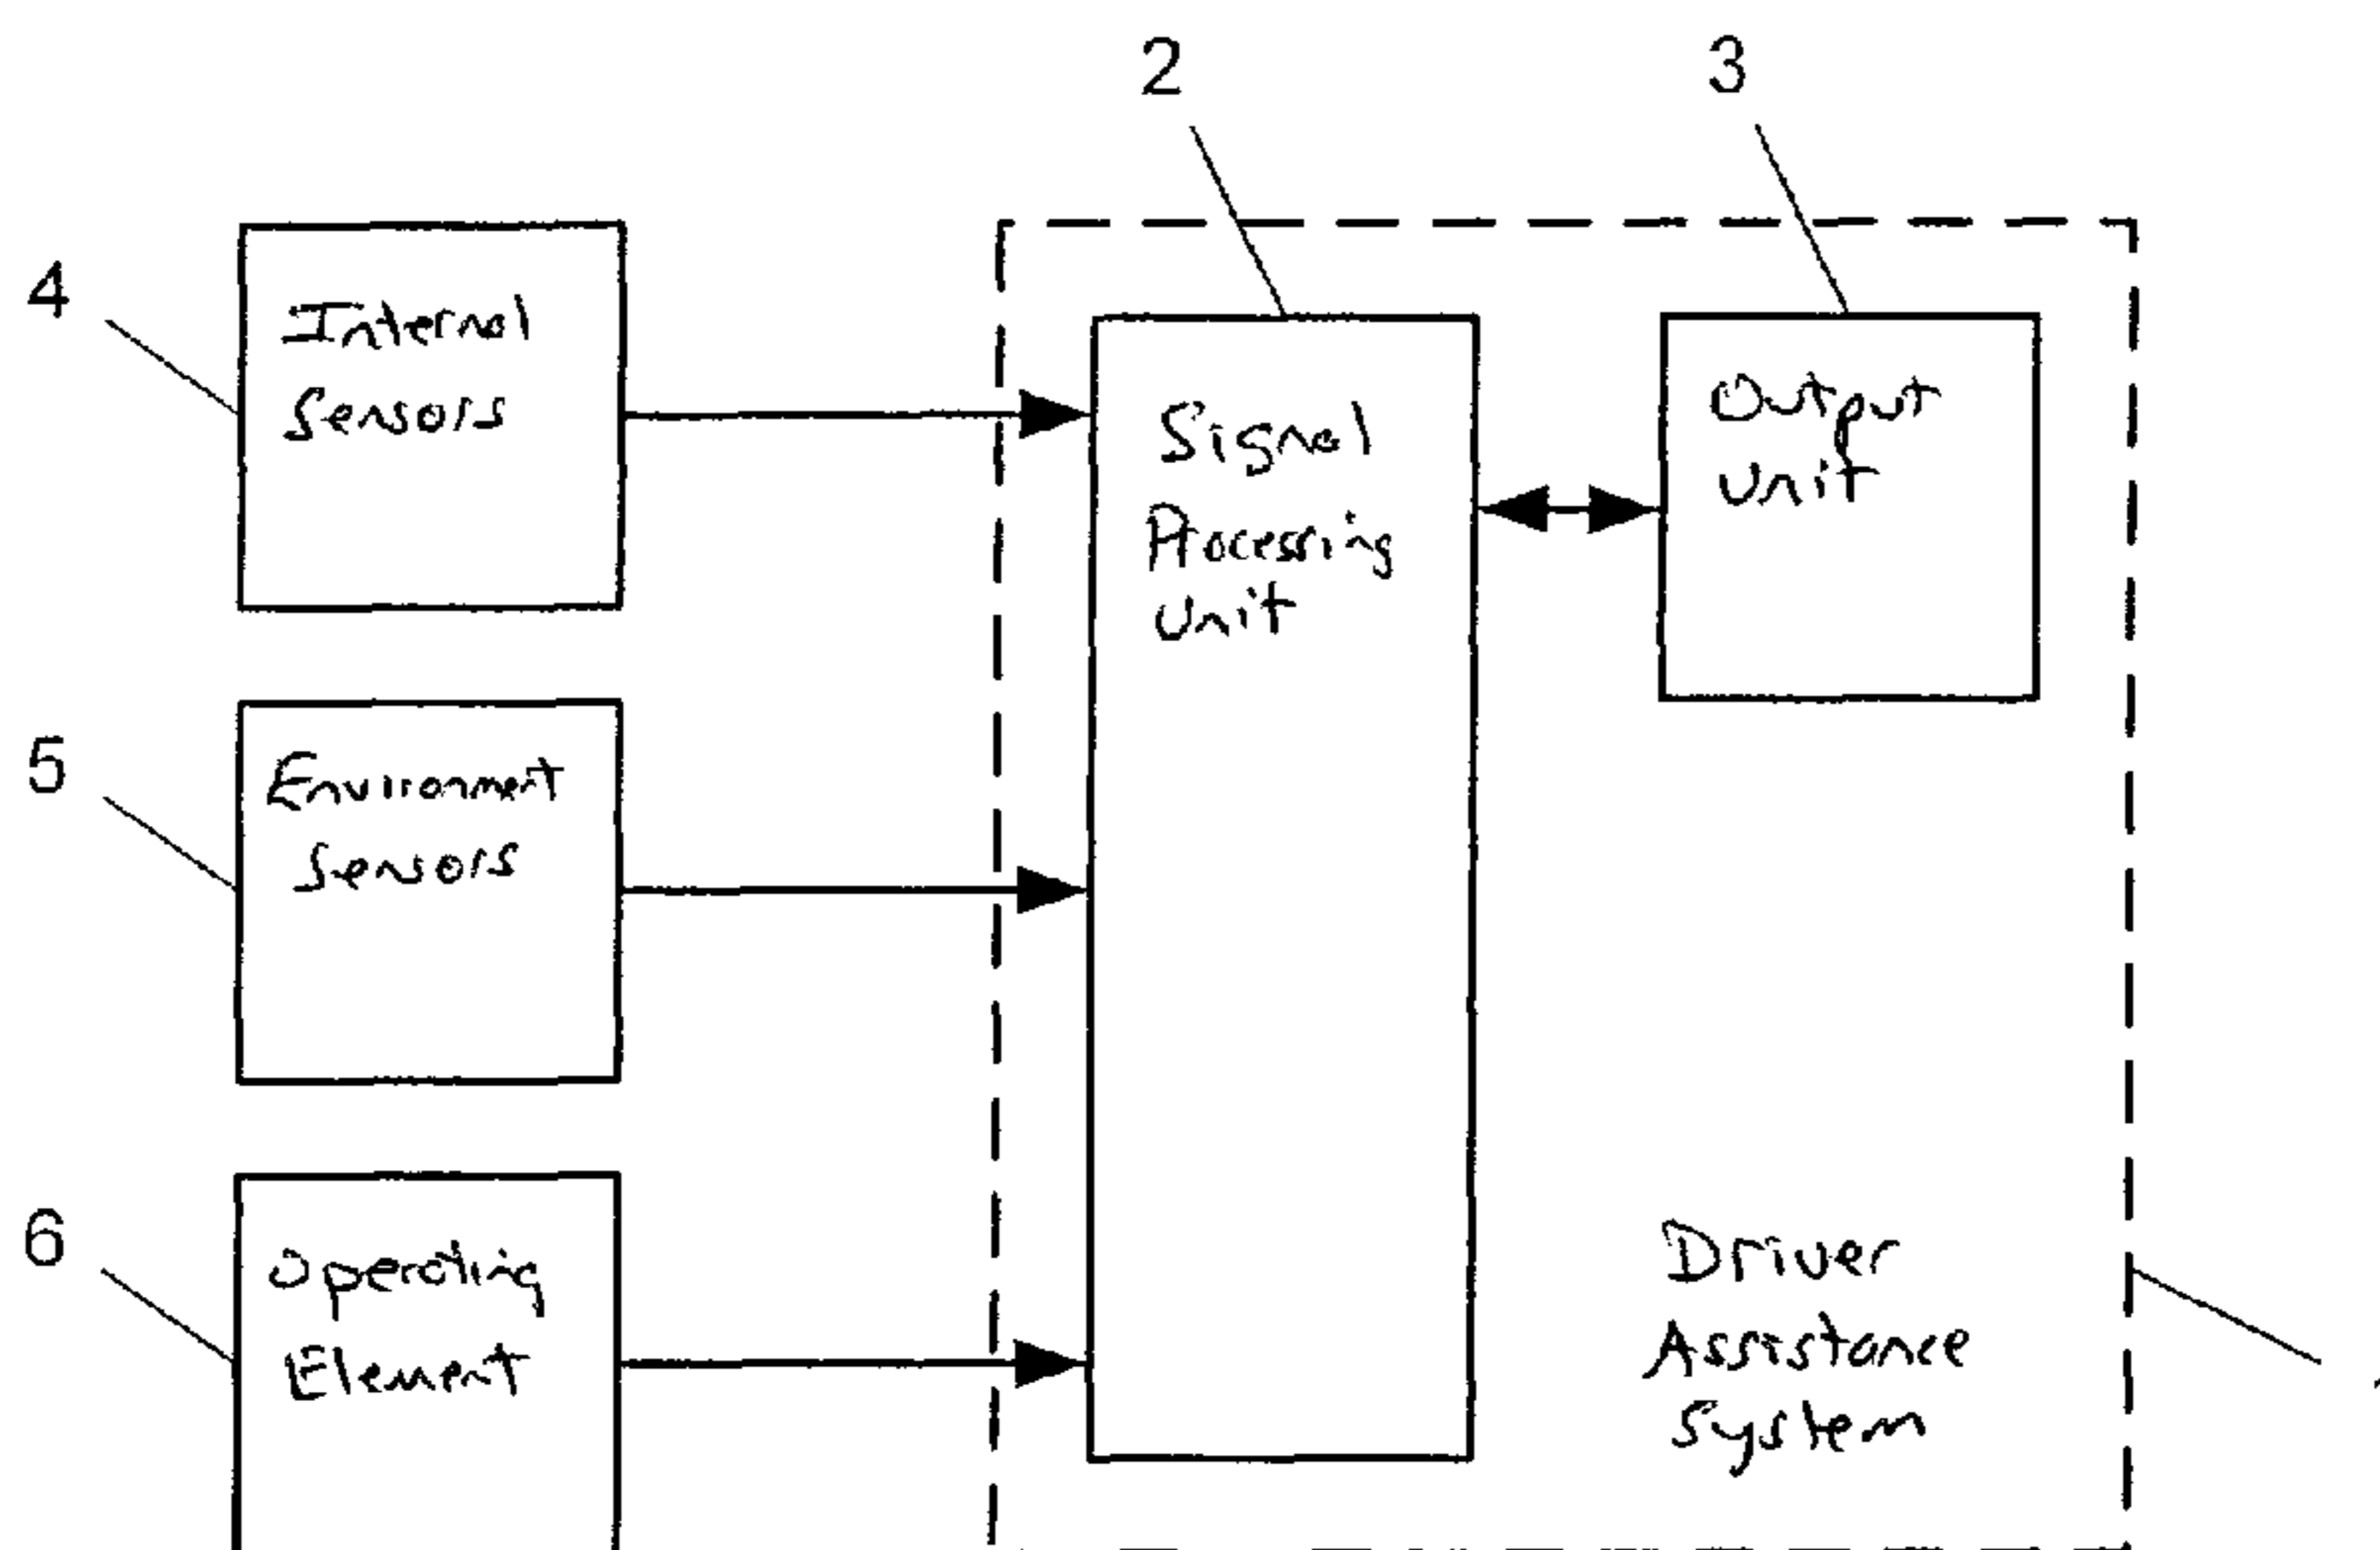 2
3
4
Internal
Sensors
Signal
Processing
Unit
Output
Unit
5
Environment
Sensors
6
Operating
Element
Driver
Assistance
System